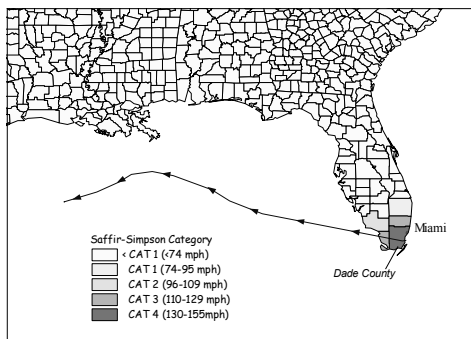 Miami
Saffir-Simpson Category
< CAT 1 (<74 mph)
CAT 1 (74-95 mph)
CAT 2 (96-109 mph)
CAT 3 (110-129 mph)
CAT 4 (130-155mph)
Dade County